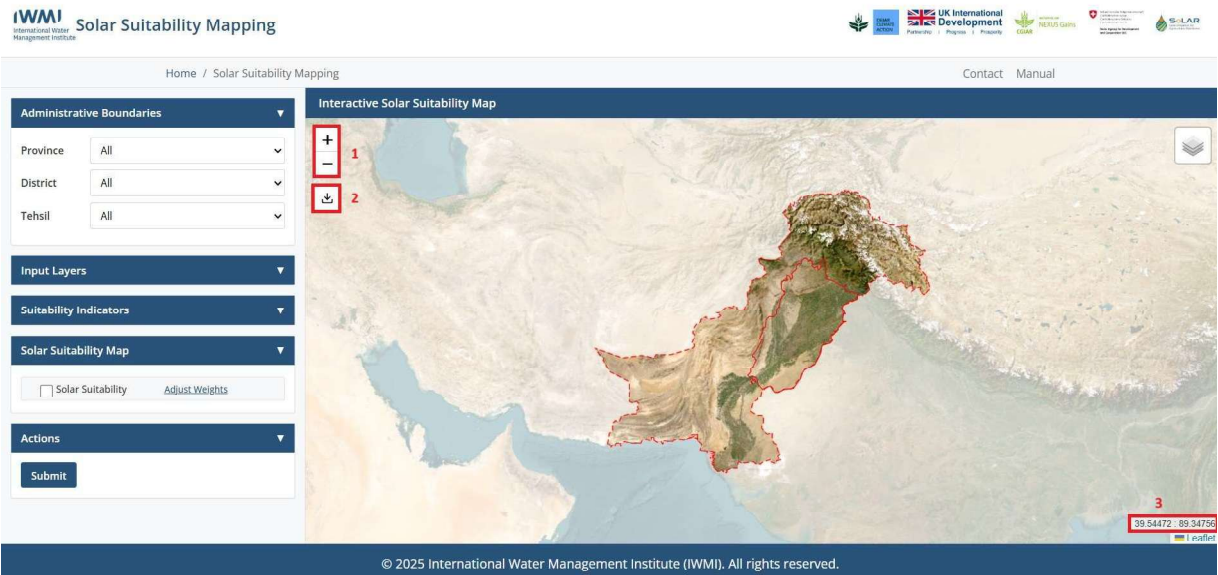 IWMI
International Water
Management Institute
Solar Suitability Mapping
UK International
Development
Partnership | Progress | Prosperity
CGIAR
NEXUS Gains
SoLAR
Home / Solar Suitability Mapping
Contact Manual
Administrative Boundaries ▼
Province All
District All
Tehsil All
Input Layers ▼
Suitability Indicators ▼
Solar Suitability Map ▼
Solar Suitability Adjust Weights
Actions ▼
Submit
Interactive Solar Suitability Map
+
−
1
2
3
39.54472 : 89.34756
Leaflet
© 2025 International Water Management Institute (IWMI). All rights reserved.